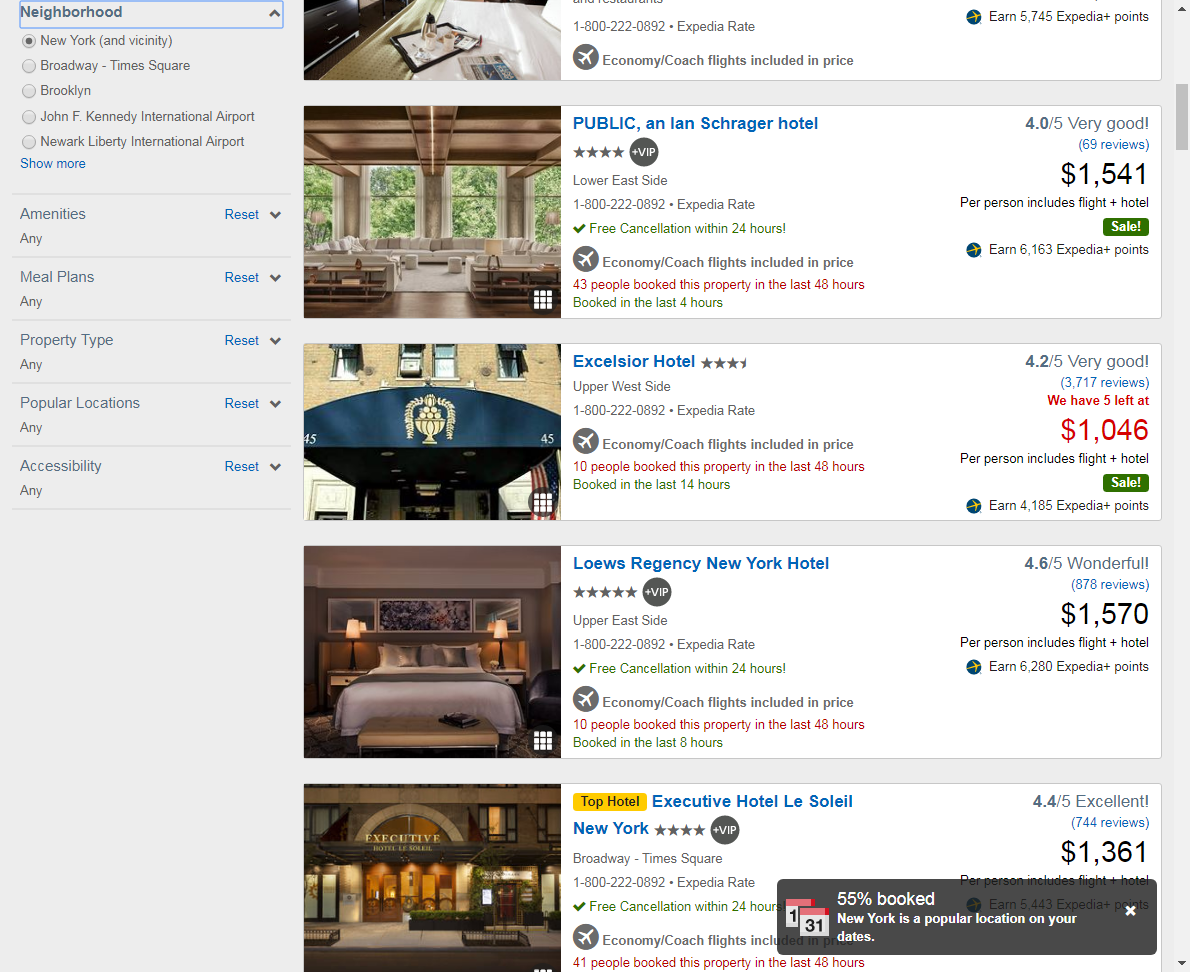 Neighborhood
New York (and vicinity)
Broadway - Times Square
Brooklyn
John F. Kennedy International Airport
Newark Liberty International Airport
Show more
Amenities Reset
Any
Meal Plans Reset
Any
Property Type Reset
Any
Popular Locations Reset
Any
Accessibility Reset
Any
1-800-222-0892 • Expedia Rate
Economy/Coach flights included in price
Earn 5,745 Expedia+ points
PUBLIC, an Ian Schrager hotel
+VIP
Lower East Side
1-800-222-0892 • Expedia Rate
Free Cancellation within 24 hours!
Economy/Coach flights included in price
43 people booked this property in the last 48 hours
Booked in the last 4 hours
4.0/5 Very good!
(69 reviews)
$1,541
Per person includes flight + hotel
Sale!
Earn 6,163 Expedia+ points
45 45
Excelsior Hotel
Upper West Side
1-800-222-0892 • Expedia Rate
Economy/Coach flights included in price
10 people booked this property in the last 48 hours
Booked in the last 14 hours
4.2/5 Very good!
(3,717 reviews)
We have 5 left at
$1,046
Per person includes flight + hotel
Sale!
Earn 4,185 Expedia+ points
Loews Regency New York Hotel
+VIP
Upper East Side
1-800-222-0892 • Expedia Rate
Free Cancellation within 24 hours!
Economy/Coach flights included in price
10 people booked this property in the last 48 hours
Booked in the last 8 hours
4.6/5 Wonderful!
(878 reviews)
$1,570
Per person includes flight + hotel
Earn 6,280 Expedia+ points
EXECUTIVE
HOTEL LE SOLEIL
Top Hotel Executive Hotel Le Soleil
New York +VIP
Broadway - Times Square
1-800-222-0892 • Expedia Rate
Free Cancellation within 24 hours
Economy/Coach flights included in price
41 people booked this property in the last 48 hours
4.4/5 Excellent!
(744 reviews)
$1,361
Per person includes flight + hotel
Earn 5,443 Expedia+ points
1 31
55% booked
New York is a popular location on your
dates.